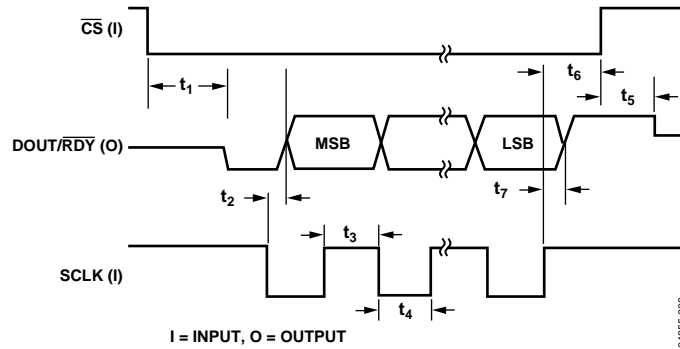 CS (I)
t1
t6
t5
DOUT/RDY (O)
MSB
LSB
t2
t7
t3
SCLK (I)
t4
I = INPUT, O = OUTPUT